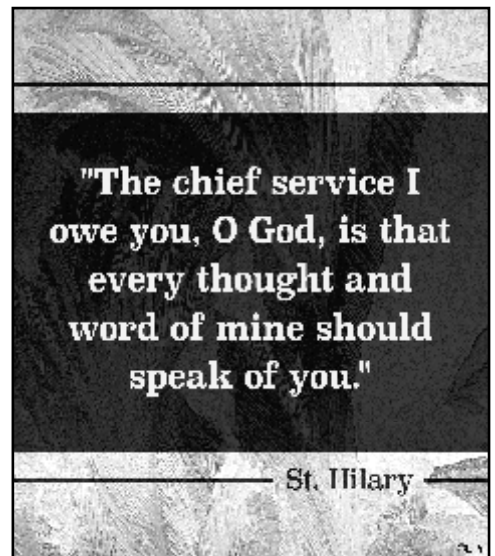 "The chief service I
owe you, O God, is that
every thought and
word of mine should
speak of you."
St. Hilary